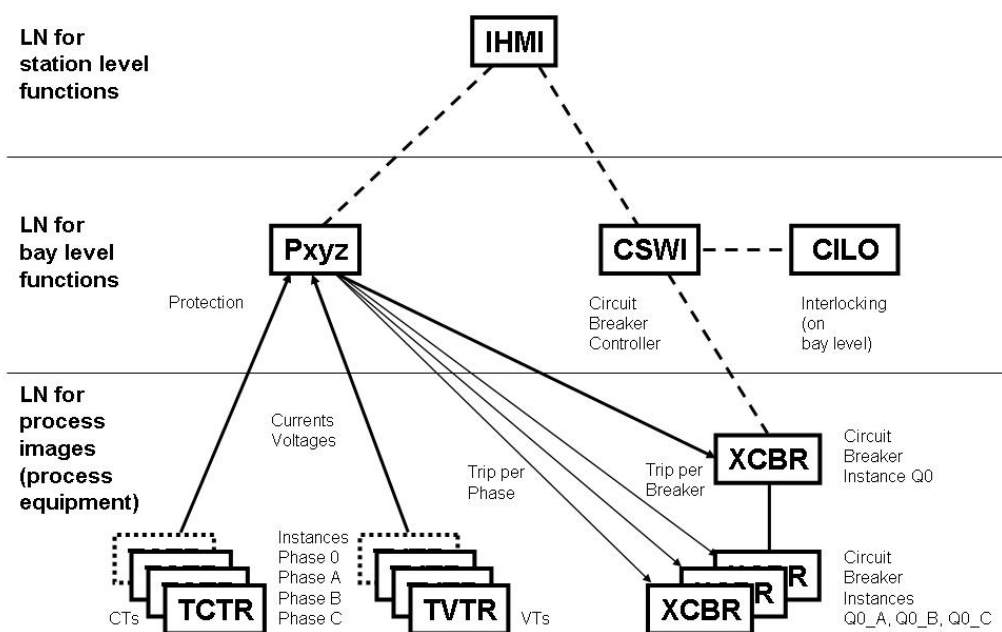 LN for
station level
functions
IHMI
LN for
bay level
functions
Pxyz
CSWI
CILO
Protection
Circuit
Breaker
Controller
Interlocking
(on
bay level)
LN for
process
images
(process
equipment)
Currents
Voltages
Trip per
Phase
Trip per
Breaker
XCBR
Circuit
Breaker
Instance Q0
Instances
Phase 0
Phase A
Phase B
Phase C
CTs
TCTR
TVTR
VTs
XCBR
R
Circuit
Breaker
Instances
Q0_A, Q0_B, Q0_C